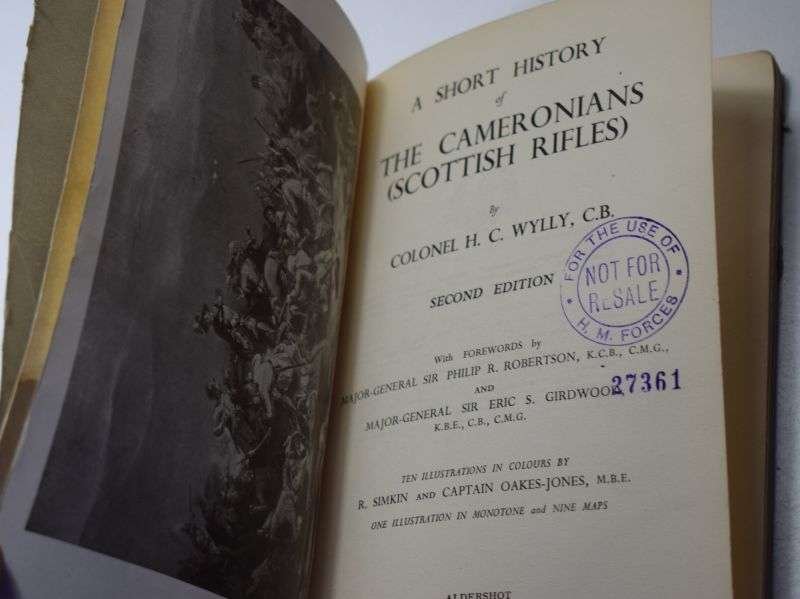 A SHORT HISTORY
of
THE CAMERONIANS
(SCOTTISH RIFLES)
By
COLONEL H. C. WYLLY, C.B.
SECOND EDITION
FOR THE USE OF
NOT FOR
RESALE
H. M. FORCES
With FOREWORDS by
MAJOR-GENERAL SIR PHILIP R. ROBERTSON, K.C.B., C.M.G.,
AND
MAJOR-GENERAL SIR ERIC S. GIRDWOOD,
27361
K.B.E., C.B., C.M.G.
TEN ILLUSTRATIONS IN COLOURS BY
R. SIMKIN AND CAPTAIN OAKES-JONES, M.B.E.
ONE ILLUSTRATION IN MONOTONE and NINE MAPS
ALDERSHOT